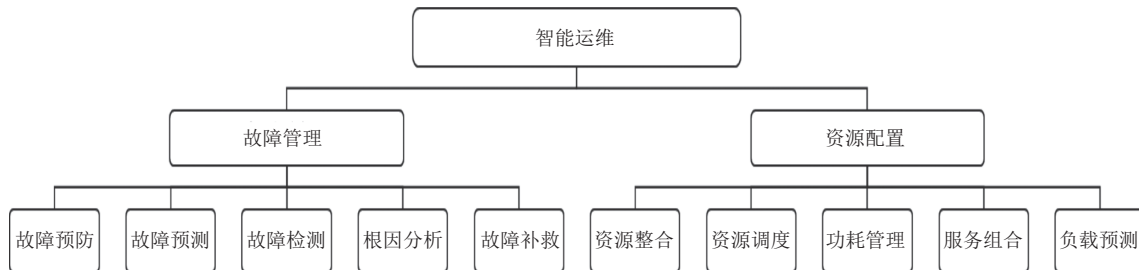 智能运维
故障管理
资源配置
故障预防
故障预测
故障检测
根因分析
故障补救
资源整合
资源调度
功耗管理
服务组合
负载预测